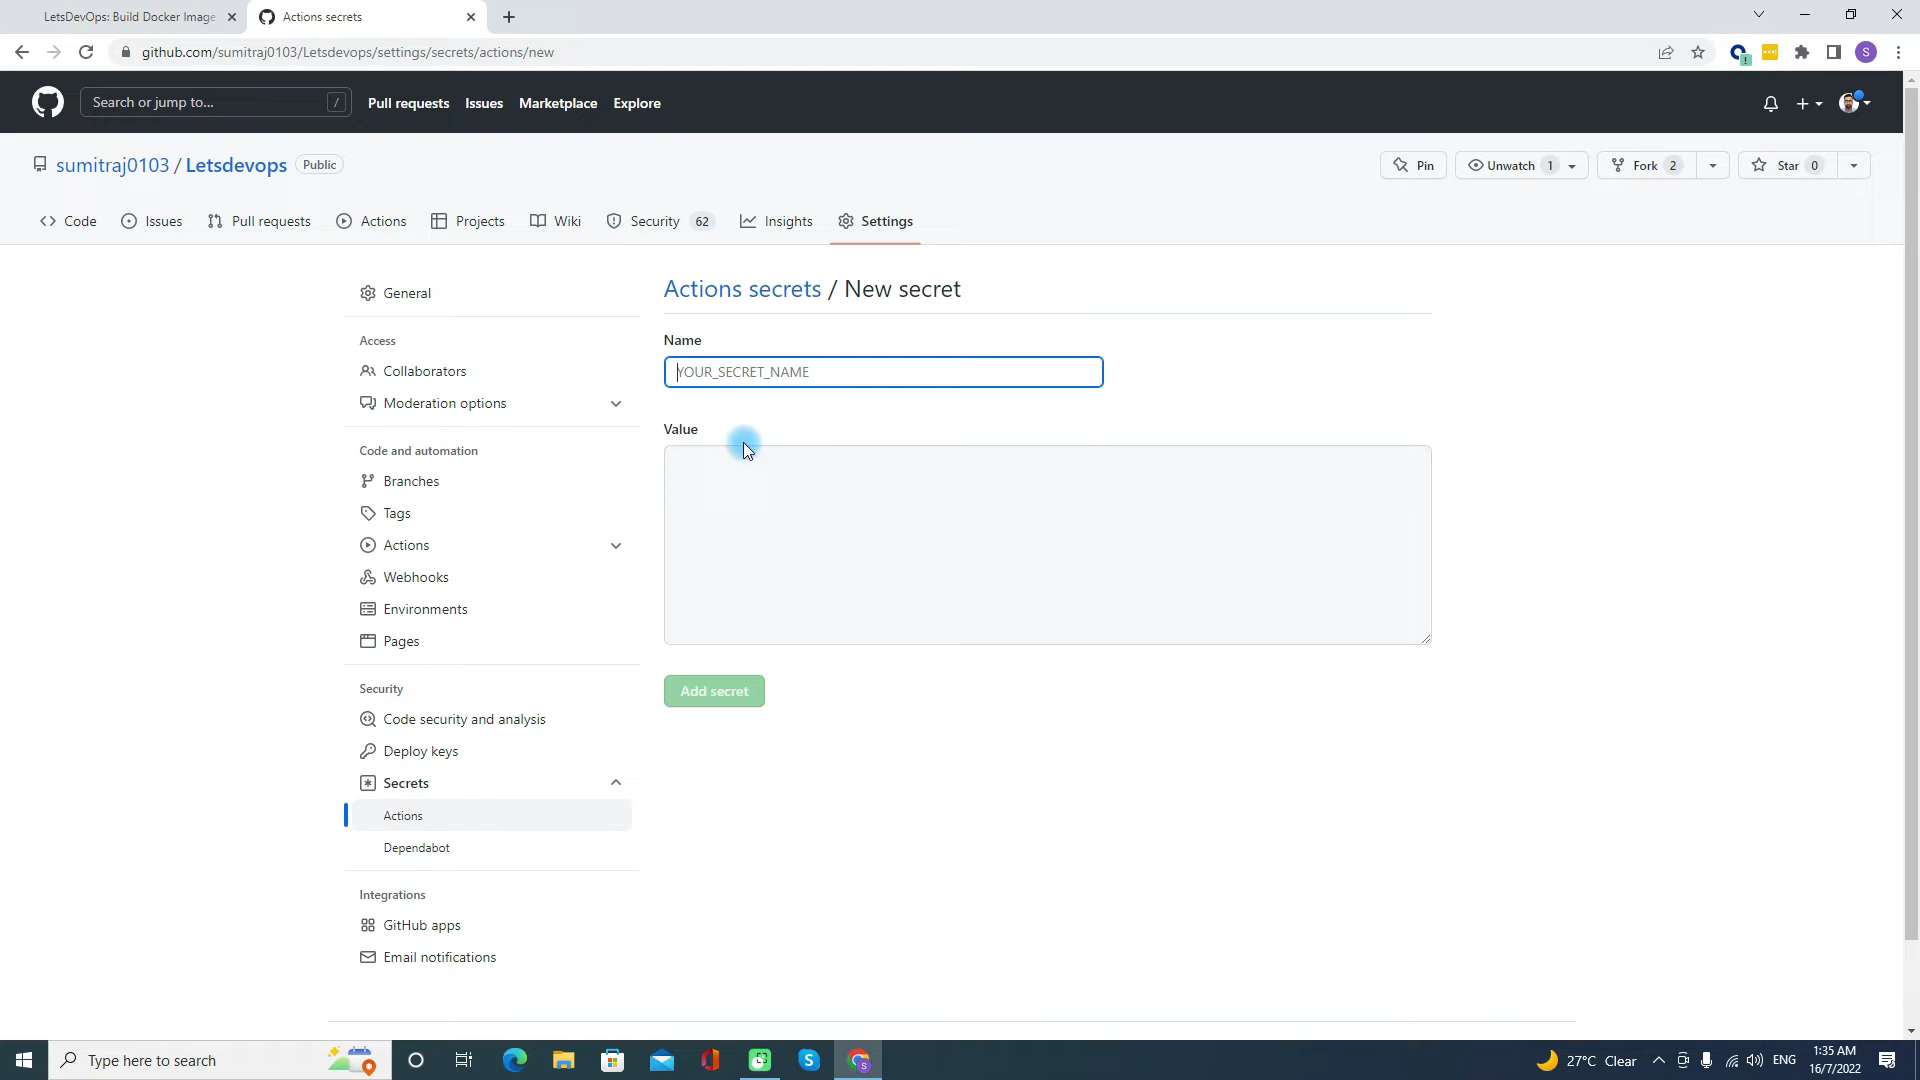 LetsDevOps: Build Docker Image
Actions secrets
github.com/sumitraj0103/Letsdevops/settings/secrets/actions/new
S
Search or jump to...
/
Pull requests
Issues
Marketplace
Explore
sumitraj0103 / Letsdevops
Public
Pin
Unwatch 1
Fork 2
Star 0
Code
Issues
Pull requests
Actions
Projects
Wiki
Security 62
Insights
Settings
General
Access
Collaborators
Moderation options
Code and automation
Branches
Tags
Actions
Webhooks
Environments
Pages
Security
Code security and analysis
Deploy keys
Secrets
Actions
Dependabot
Integrations
GitHub apps
Email notifications
Actions secrets / New secret
Name
YOUR_SECRET_NAME
Value
Add secret
Type here to search
27°C Clear
ENG
1:35 AM
16/7/2022